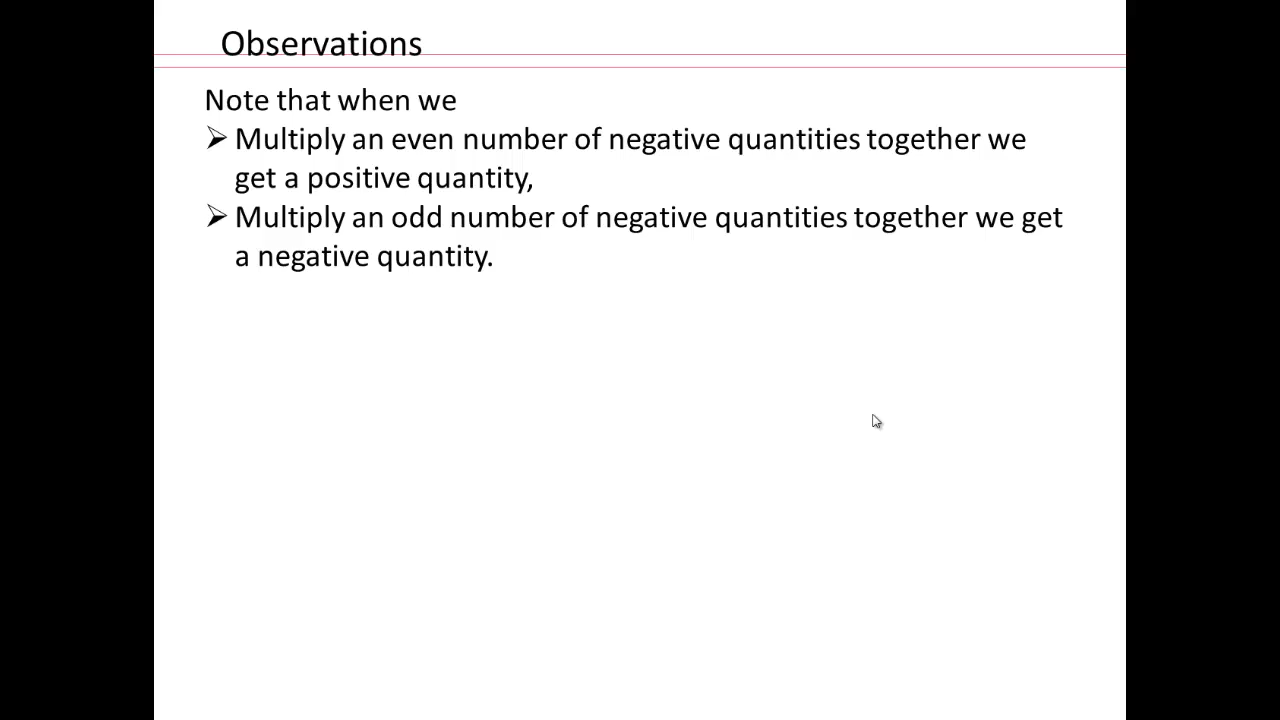 Observations
Note that when we
➢ Multiply an even number of negative quantities together we
get a positive quantity,
➢ Multiply an odd number of negative quantities together we get
a negative quantity.